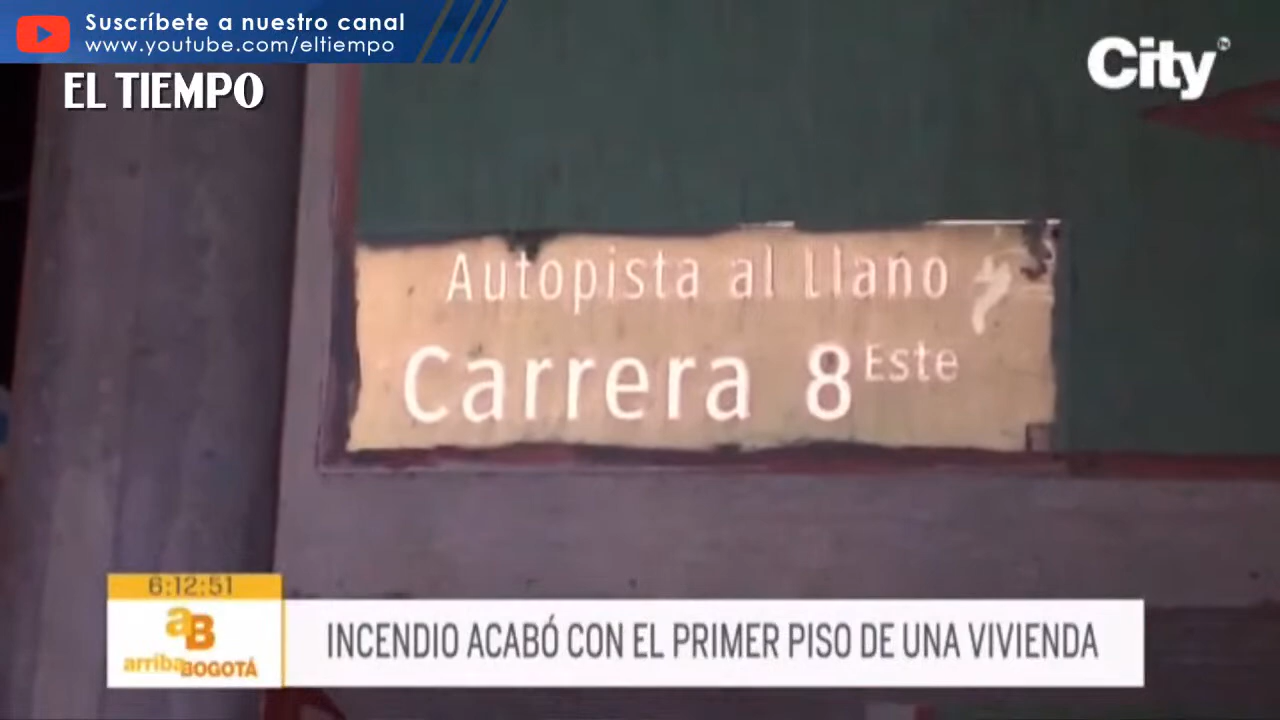 Suscríbete a nuestro canal
www.youtube.com/eltiempo
EL TIEMPO
City
Autopista al Llano
Carrera 8 Este
6:12:51
aB
arriba BOGOTÁ
INCENDIO ACABÓ CON EL PRIMER PISO DE UNA VIVIENDA